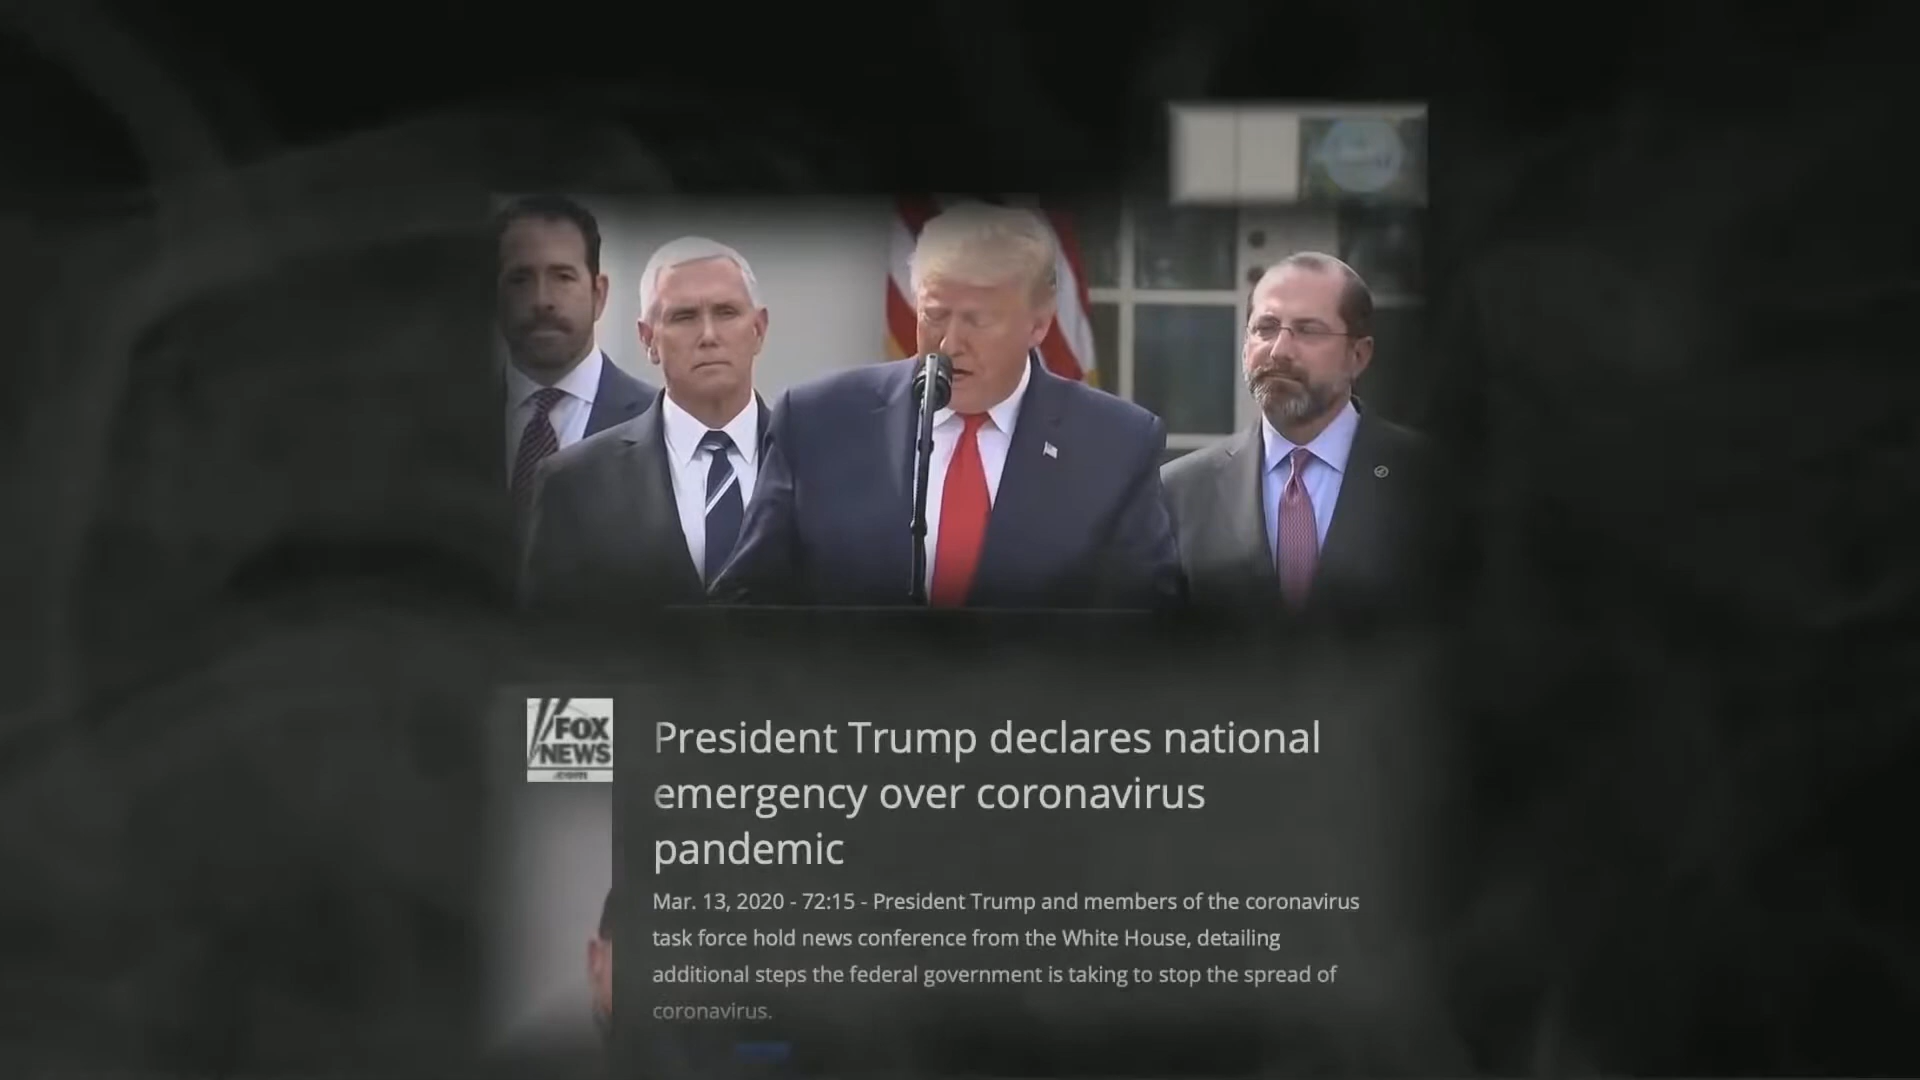 FOX
NEWS
.com
President Trump declares national
emergency over coronavirus
pandemic
Mar. 13, 2020 - 72:15 - President Trump and members of the coronavirus
task force hold news conference from the White House, detailing
additional steps the federal government is taking to stop the spread of
coronavirus.